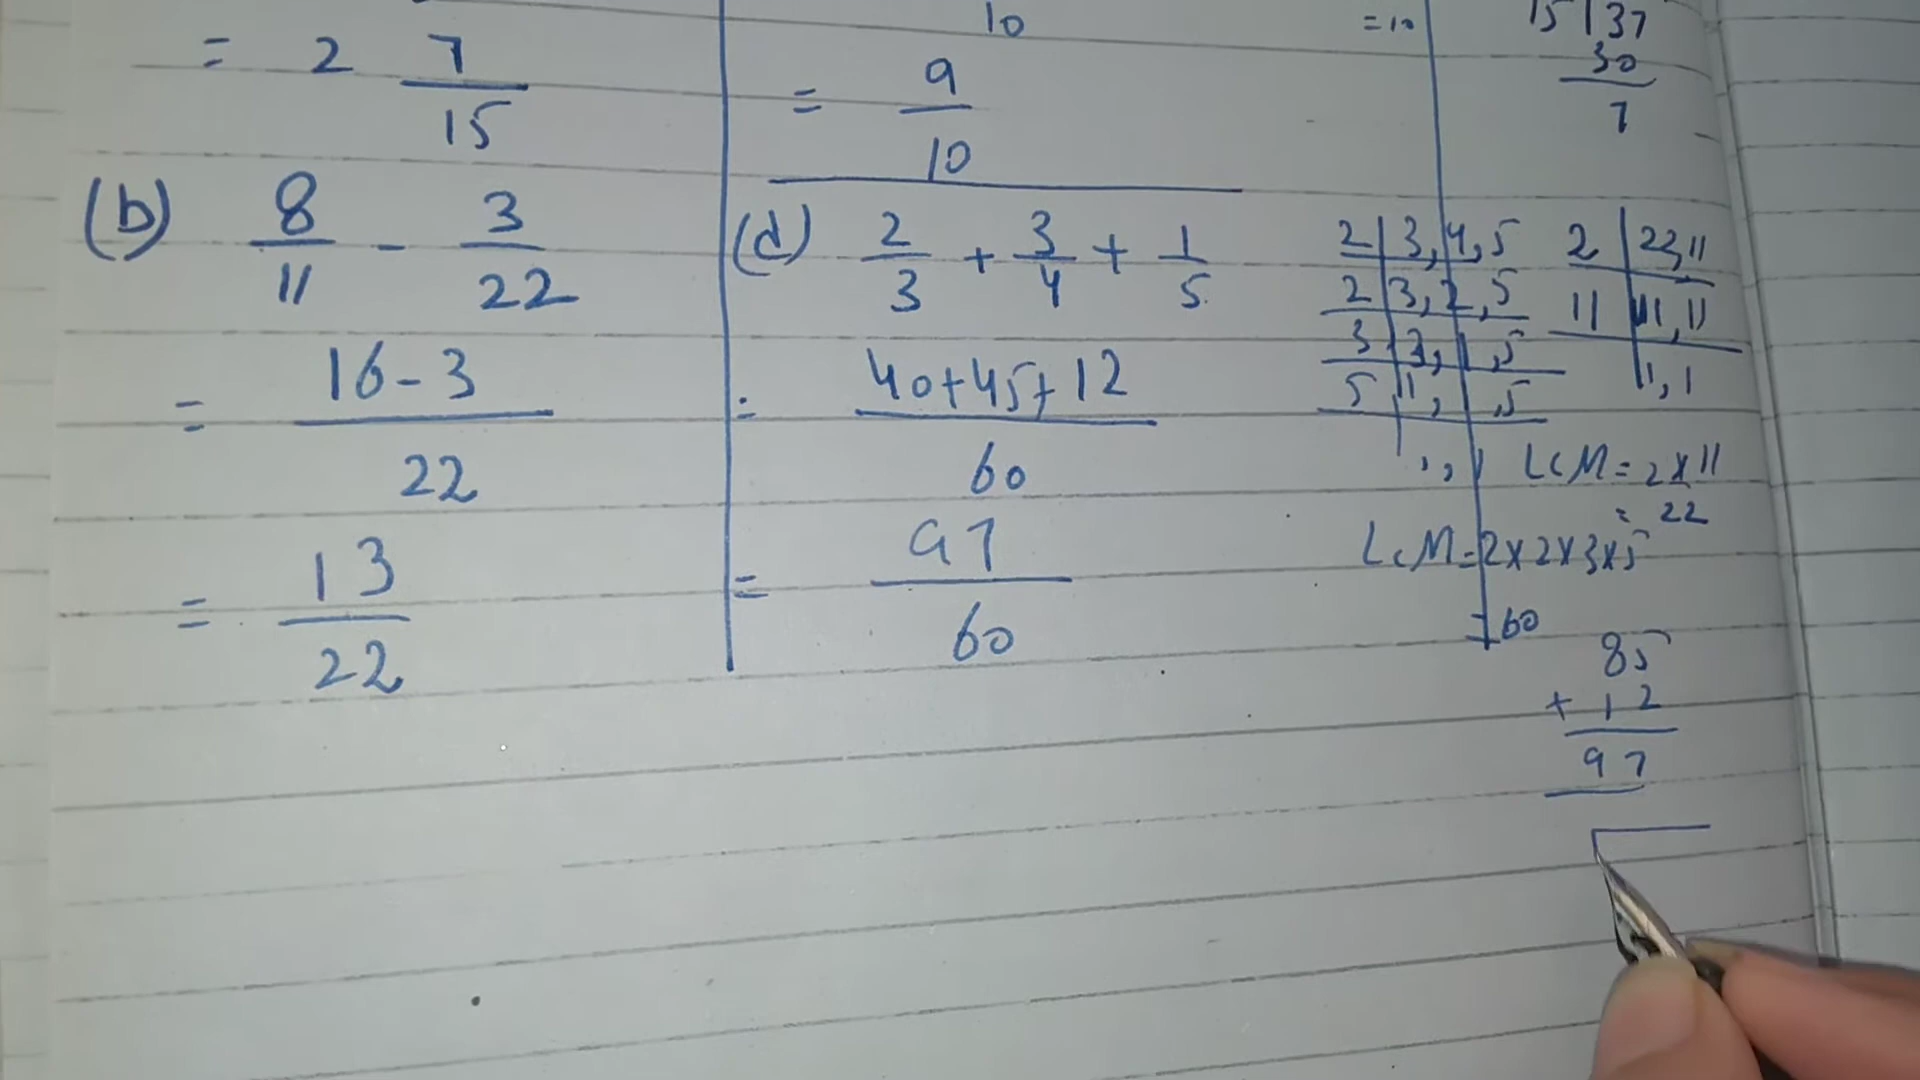 = 2 7/15
(b) 8/11 - 3/22
= 16-3/22
= 13/22
10
= 9/10
(d) 2/3 + 3/4 + 1/5
= 40+45+12/60
= 97/60
= 10
2 | 3, 4, 5
2 | 3, 2, 5
3 | 3, 1, 5
5 | 1, , 5
1, , 1
LCM = 2x2x3x5
= 60
15 | 37
30
7
2 | 22, 11
11 | 11, 11
1, 1
LCM = 2 x 11
= 22
85
+ 12
97